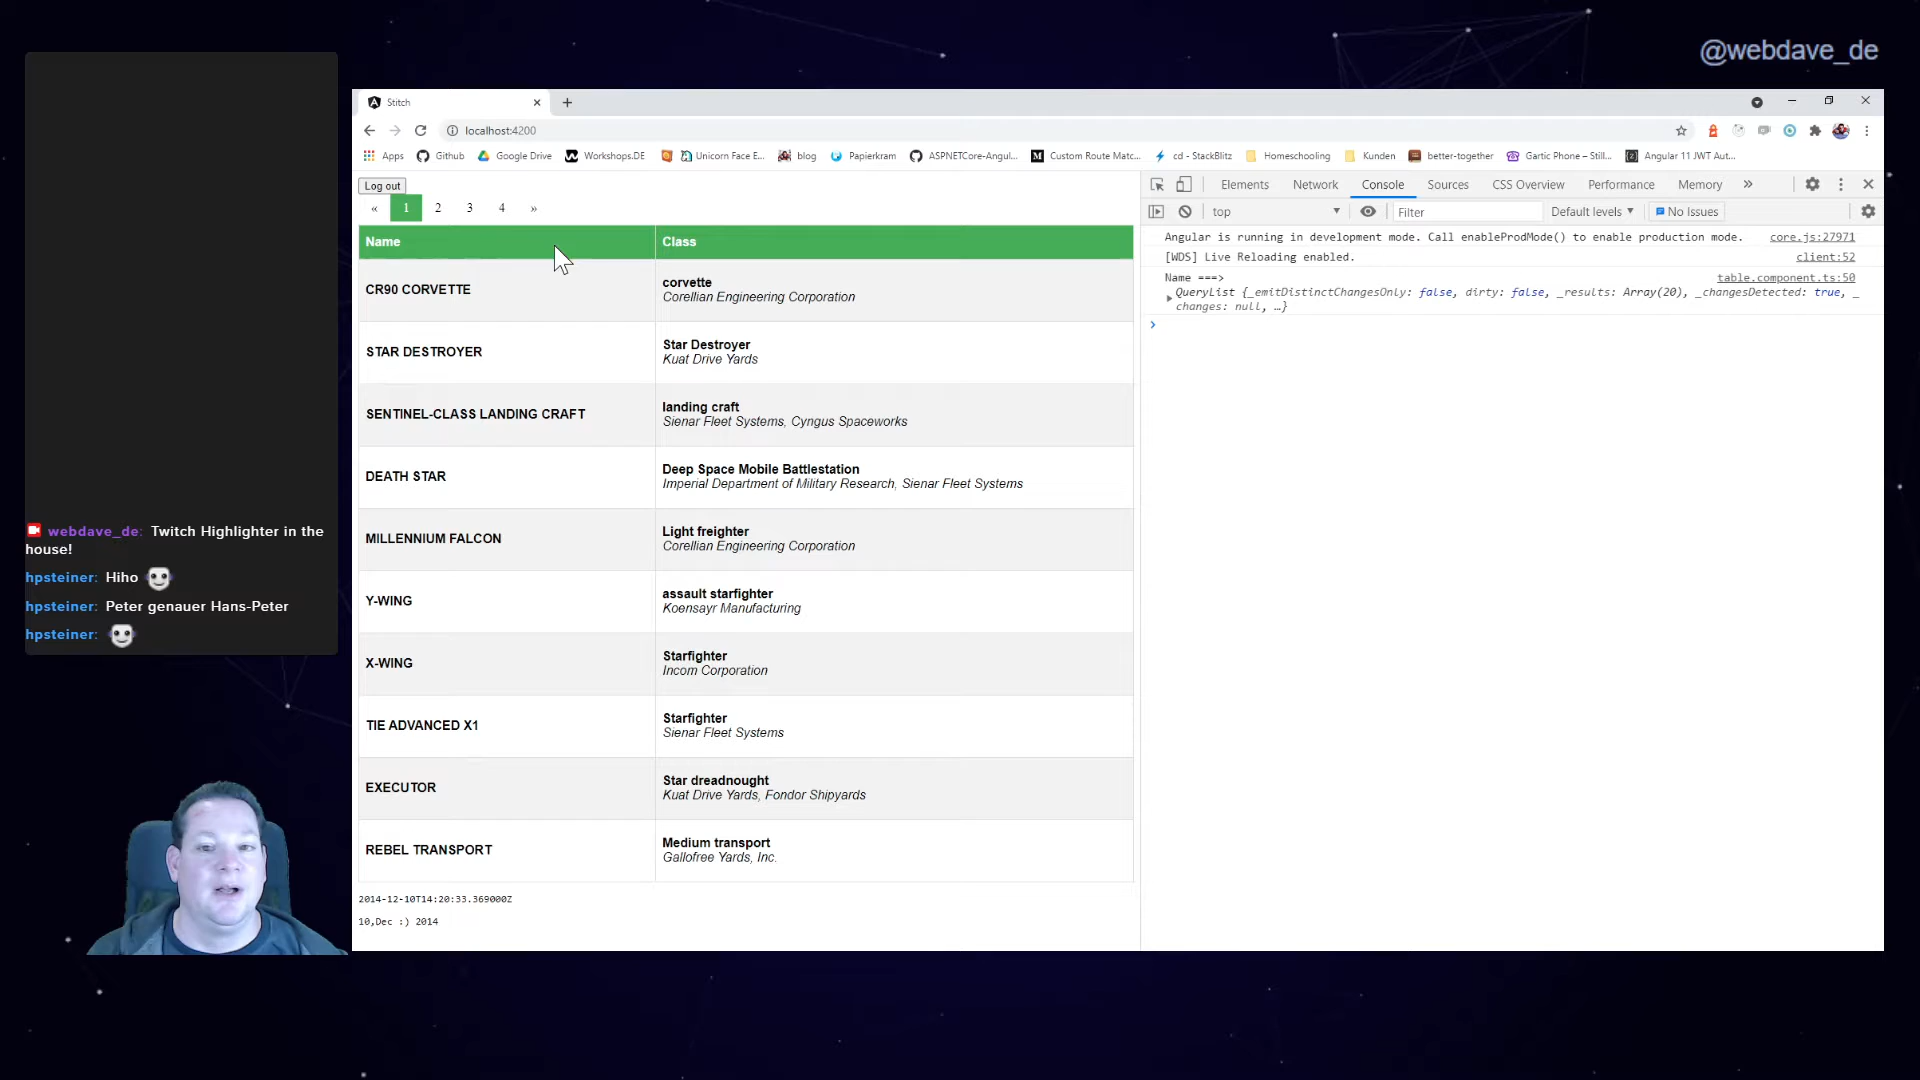 @webdave_de
Stitch
localhost:4200
Apps Github Google Drive Workshops.DE Unicorn Face E... blog Papierkram ASPNETCore-Angul... Custom Route Matc... cd - StackBlitz Homeschooling Kunden better-together Gartic Phone – Still... Angular 11 JWT Aut...
Log out
« 1 2 3 4 »
Name Class
CR90 CORVETTE
corvette
Corellian Engineering Corporation
STAR DESTROYER
Star Destroyer
Kuat Drive Yards
SENTINEL-CLASS LANDING CRAFT
landing craft
Sienar Fleet Systems, Cyngus Spaceworks
DEATH STAR
Deep Space Mobile Battlestation
Imperial Department of Military Research, Sienar Fleet Systems
MILLENNIUM FALCON
Light freighter
Corellian Engineering Corporation
Y-WING
assault starfighter
Koensayr Manufacturing
X-WING
Starfighter
Incom Corporation
TIE ADVANCED X1
Starfighter
Sienar Fleet Systems
EXECUTOR
Star dreadnought
Kuat Drive Yards, Fondor Shipyards
REBEL TRANSPORT
Medium transport
Gallofree Yards, Inc.
2014-12-10T14:20:33.369000Z
10,Dec :) 2014
Elements Network Console Sources CSS Overview Performance Memory »
top Filter Default levels No Issues
Angular is running in development mode. Call enableProdMode() to enable production mode. core.js:27971
[WDS] Live Reloading enabled. client:52
Name ===> table.component.ts:50
QueryList {_emitDistinctChangesOnly: false, dirty: false, _results: Array(20), _changesDetected: true, _
changes: null, …}
webdave_de: Twitch Highlighter in the
house!
hpsteiner: Hiho
hpsteiner: Peter genauer Hans-Peter
hpsteiner: